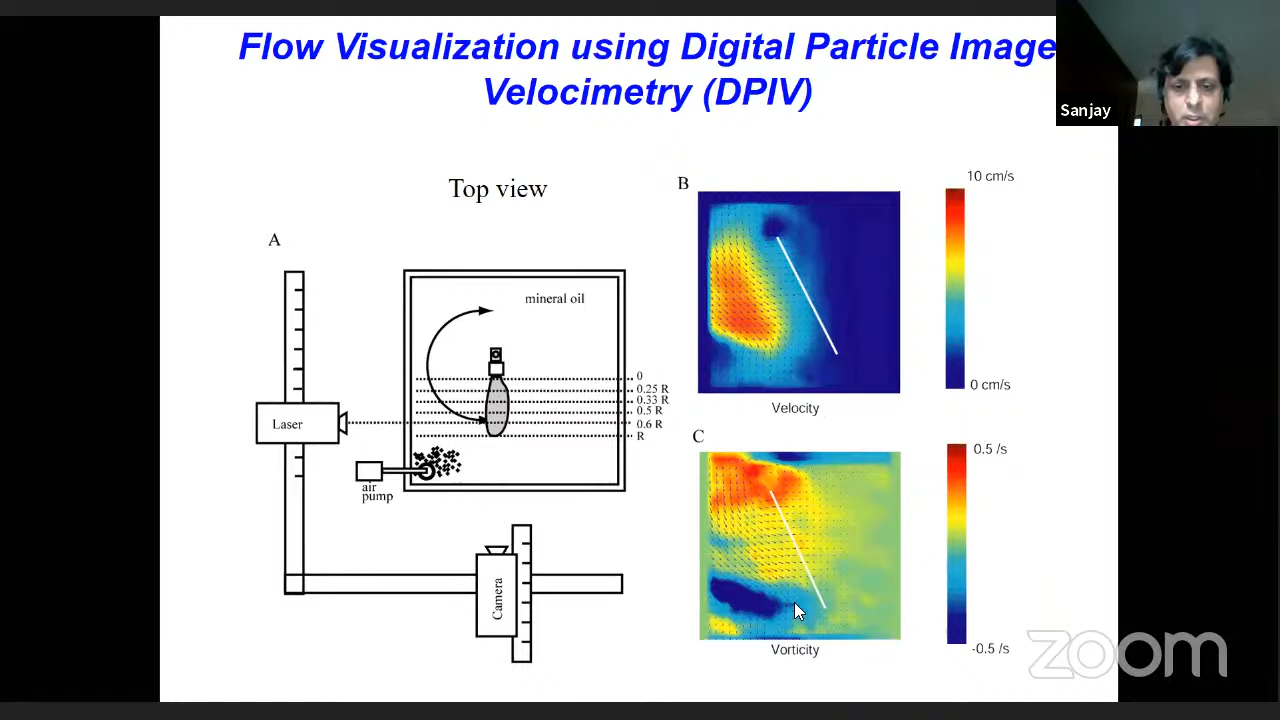 Flow Visualization using Digital Particle Image
Velocimetry (DPIV)
Sanjay
Top view
A
mineral oil
0
0.25 R
0.33 R
0.5 R
0.6 R
R
Laser
air
pump
Camera
B
10 cm/s
0 cm/s
Velocity
C
0.5 /s
-0.5 /s
Vorticity
zoom